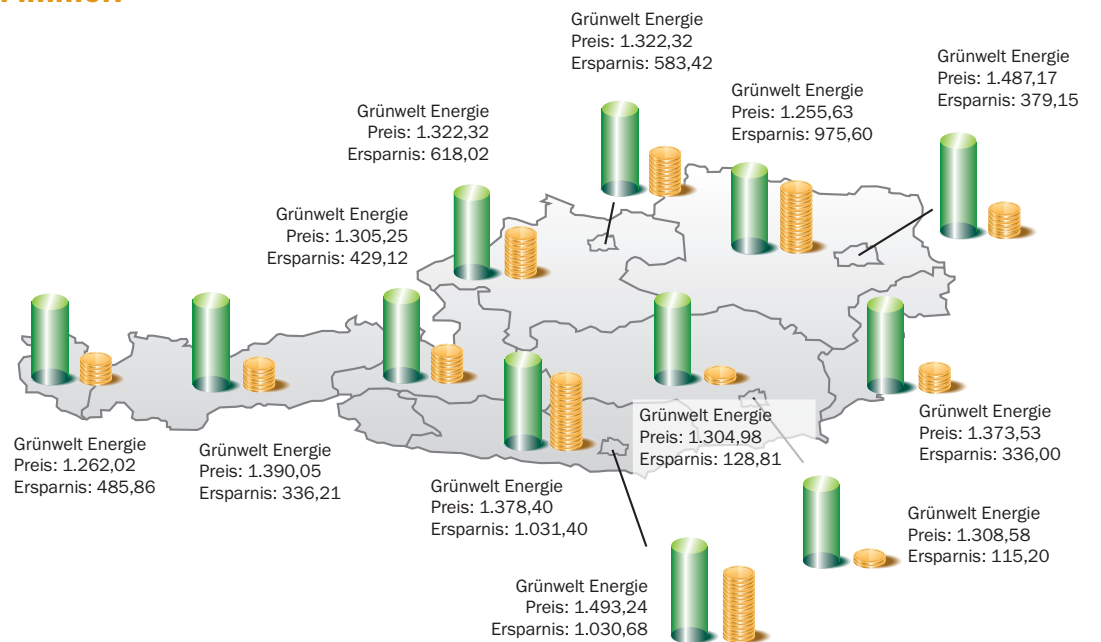 Grünwelt Energie
Preis: 1.322,32
Ersparnis: 583,42
Grünwelt Energie
Preis: 1.487,17
Ersparnis: 379,15
Grünwelt Energie
Preis: 1.255,63
Ersparnis: 975,60
Grünwelt Energie
Preis: 1.322,32
Ersparnis: 618,02
Grünwelt Energie
Preis: 1.305,25
Ersparnis: 429,12
Grünwelt Energie
Preis: 1.262,02
Ersparnis: 485,86
Grünwelt Energie
Preis: 1.390,05
Ersparnis: 336,21
Grünwelt Energie
Preis: 1.378,40
Ersparnis: 1.031,40
Grünwelt Energie
Preis: 1.304,98
Ersparnis: 128,81
Grünwelt Energie
Preis: 1.373,53
Ersparnis: 336,00
Grünwelt Energie
Preis: 1.308,58
Ersparnis: 115,20
Grünwelt Energie
Preis: 1.493,24
Ersparnis: 1.030,68